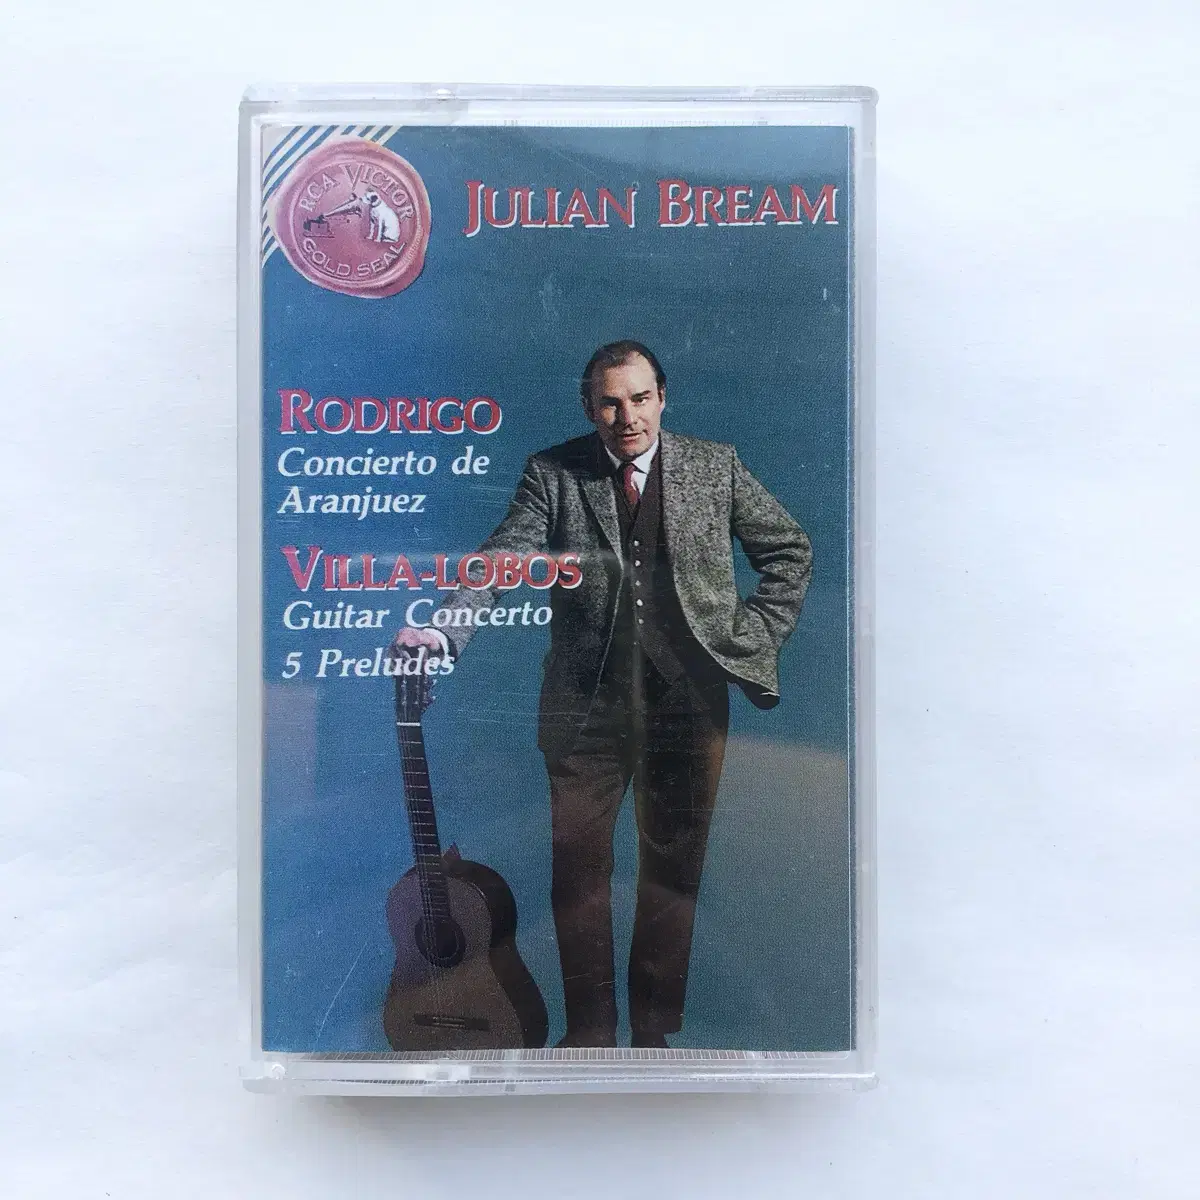 RCA VICTOR
GOLD SEAL
JULIAN BREAM
RODRIGO
Concierto de
Aranjuez
VILLA-LOBOS
Guitar Concerto
5 Preludes